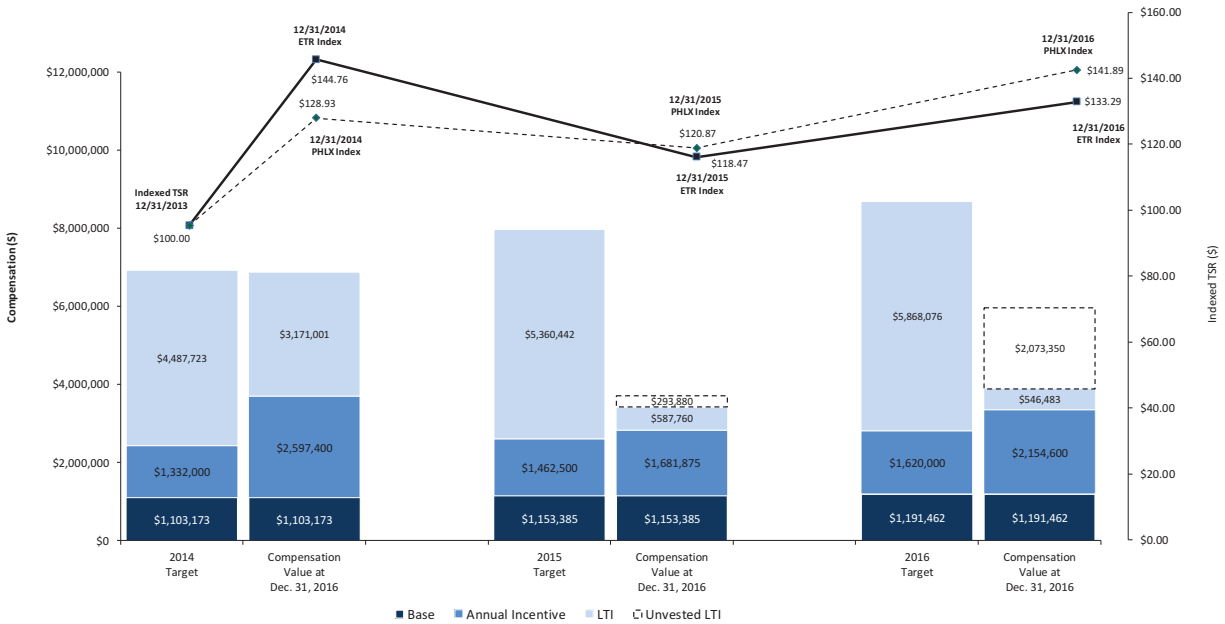 $160.00
12/31/2014
ETR Index
12/31/2016
PHLX Index
$12,000,000
$144.76
$141.89
$140.00
$128.93
12/31/2015
PHLX Index
$133.29
$120.87
12/31/2014
PHLX Index
12/31/2016
ETR Index
$10,000,000
$120.00
$118.47
12/31/2015
ETR Index
Indexed TSR
12/31/2013
$100.00
$100.00
$8,000,000
Compensation ($)
Indexed TSR ($)
$80.00
$6,000,000
$5,868,076
$5,360,442
$3,171,001
$4,487,723
$2,073,350
$60.00
$4,000,000
$293,880
$587,760
$546,483
$40.00
$2,597,400
$2,000,000
$1,332,000
$1,462,500
$1,681,875
$1,620,000
$2,154,600
$20.00
$1,103,173
$1,103,173
$1,153,385
$1,153,385
$1,191,462
$1,191,462
$0
$0.00
2014
Target
Compensation
Value at
Dec. 31, 2016
2015
Target
Compensation
Value at
Dec. 31, 2016
2016
Target
Compensation
Value at
Dec. 31, 2016
Base
Annual Incentive
LTI
Unvested LTI